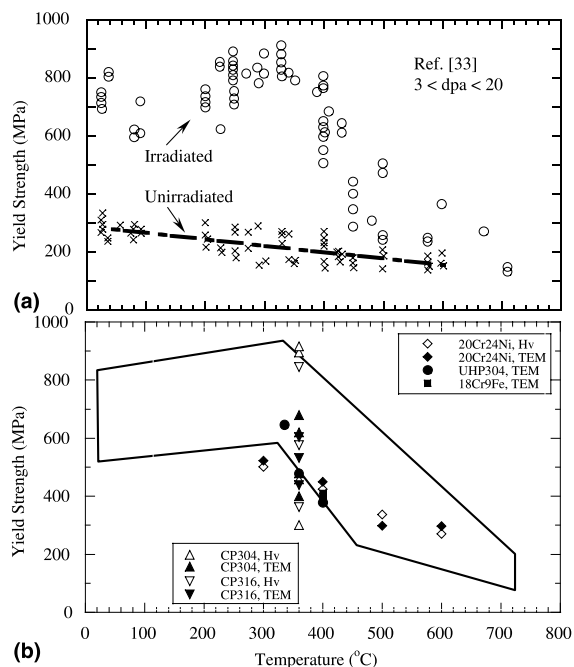 1000
(a)
800
600
400
200
0
Yield Strength (MPa)
Ref. [33]
3 < dpa < 20
Irradiated
Unirradiated
1000
800
600
400
200
0
Yield Strength (MPa)
20Cr24Ni, Hv
20Cr24Ni, TEM
UHP304, TEM
18Cr9Fe, TEM
CP304, Hv
CP304, TEM
CP316, Hv
CP316, TEM
(b)
0 100 200 300 400 500 600 700 800
Temperature (°C)